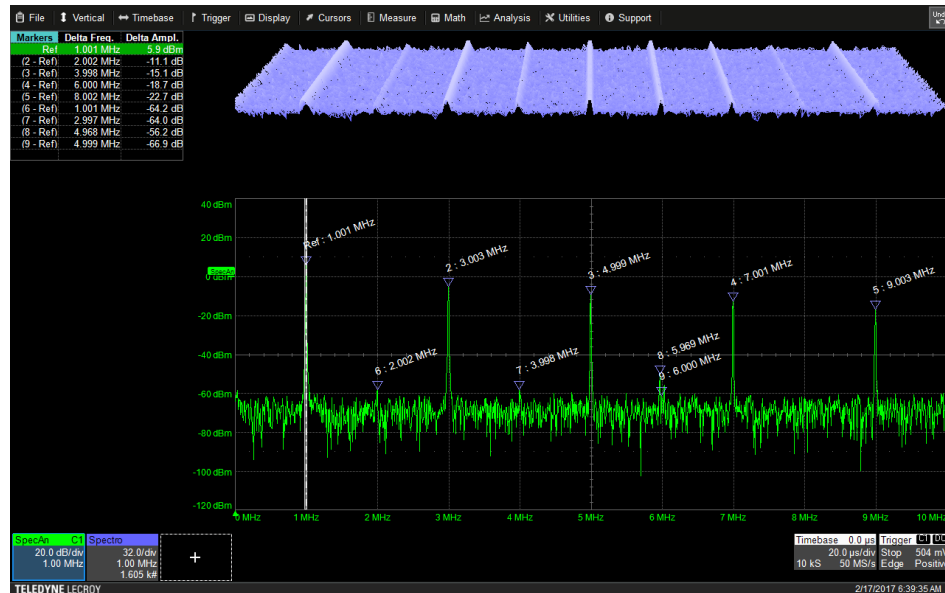 File Vertical Timebase Trigger Display Cursors Measure Math Analysis Utilities Support Und
Markers Delta Freq. Delta Ampl.
Ref 1.001 MHz 5.9 dBm
(2 - Ref) 2.002 MHz -11.1 dB
(3 - Ref) 3.998 MHz -15.1 dB
(4 - Ref) 6.000 MHz -18.7 dB
(5 - Ref) 8.002 MHz -22.7 dB
(6 - Ref) 1.001 MHz -64.2 dB
(7 - Ref) 2.997 MHz -64.0 dB
(8 - Ref) 4.968 MHz -56.2 dB
(9 - Ref) 4.999 MHz -66.9 dB
40 dBm
20 dBm
Ref : 1.001 MHz
2 : 3.003 MHz
3 : 4.999 MHz
4 : 7.001 MHz
5 : 9.003 MHz
SpecAn
0 dBm
-20 dBm
-40 dBm
6 : 2.002 MHz
7 : 3.998 MHz
8 : 5.969 MHz
9 : 6.000 MHz
-60 dBm
-80 dBm
-100 dBm
-120 dBm
0 MHz 1 MHz 2 MHz 3 MHz 4 MHz 5 MHz 6 MHz 7 MHz 8 MHz 9 MHz 10 MHz
SpecAn C1
20.0 dB/div
1.00 MHz
Spectro
32.0/div
1.00 MHz
1.605 k#
+
Timebase 0.0 µs
20.0 µs/div
10 kS 50 MS/s
Trigger C1 DC
Stop 504 mV
Edge Positive
TELEDYNE LECROY 2/17/2017 6:39:35 AM